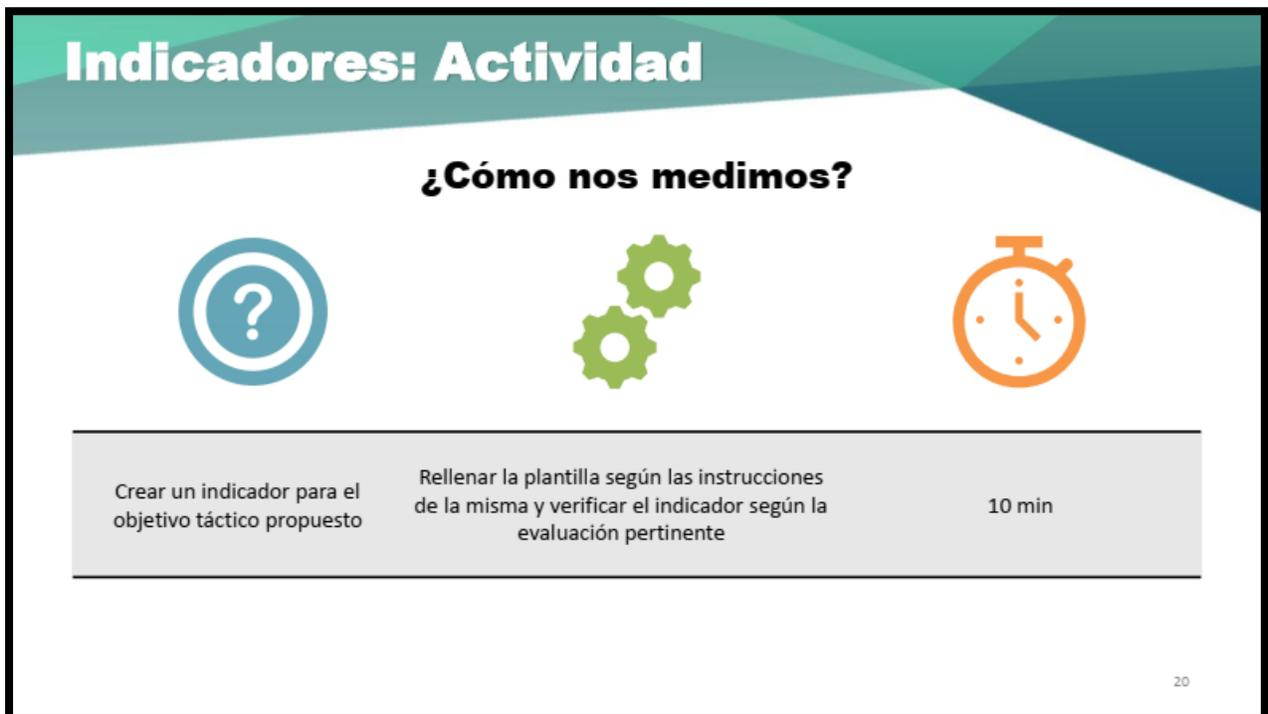 Indicadores: Actividad
¿Cómo nos medimos?
?
Crear un indicador para el
objetivo táctico propuesto
Rellenar la plantilla según las instrucciones
de la misma y verificar el indicador según la
evaluación pertinente
10 min
20